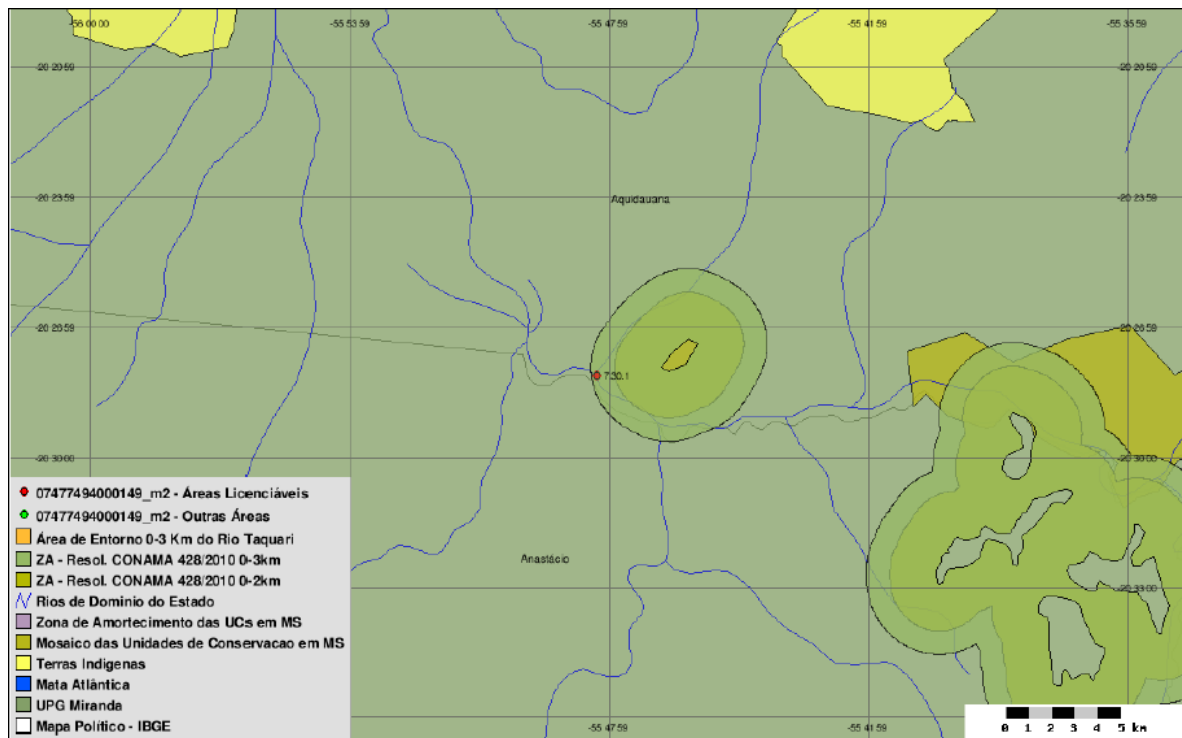 -56 00 00
-55 53 59
-55 47 59
-55 41 59
-55 35 59
-20 20 59
-20 20 59
-20 23 59
-20 23 59
Aquidauana
-20 26 59
-20 26 59
7.30.1
-20 30 00
-20 30 00
Anastácio
-20 33 00
-55 47 59
-55 41 59
07477494000149_m2 - Áreas Licenciáveis
07477494000149_m2 - Outras Áreas
Área de Entorno 0-3 Km do Rio Taquari
ZA - Resol. CONAMA 428/2010 0-3km
ZA - Resol. CONAMA 428/2010 0-2km
Rios de Dominio do Estado
Zona de Amortecimento das UCs em MS
Mosaico das Unidades de Conservacao em MS
Terras Indigenas
Mata Atlântica
UPG Miranda
Mapa Político - IBGE
0 1 2 3 4 5 km